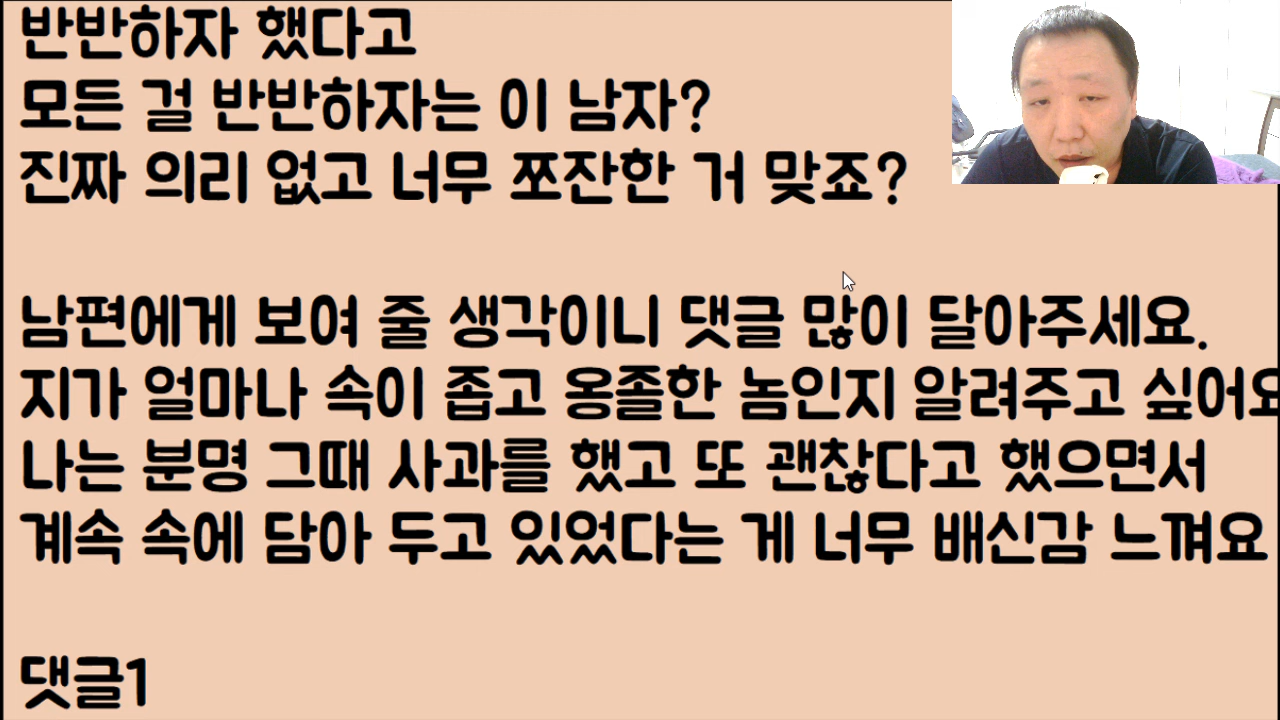 반반하자 했다고
모든 걸 반반하자는 이 남자?
진짜 의리 없고 너무 쪼잔한 거 맞죠?
남편에게 보여 줄 생각이니 댓글 많이 달아주세요.
지가 얼마나 속이 좁고 옹졸한 놈인지 알려주고 싶어요
나는 분명 그때 사과를 했고 또 괜찮다고 했으면서
계속 속에 담아 두고 있었다는 게 너무 배신감 느껴요
댓글1